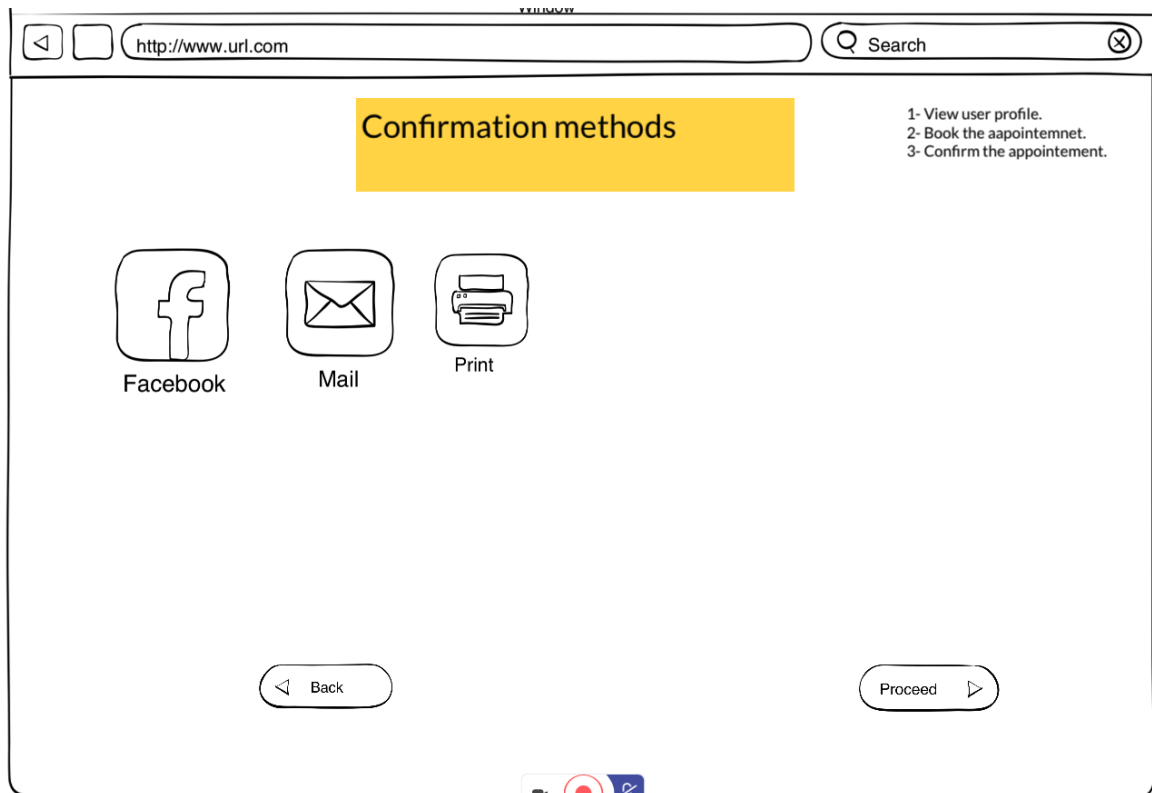 Window
http://www.url.com
Search
Confirmation methods
1- View user profile.
2- Book the aapointemnet.
3- Confirm the appointement.
Facebook
Mail
Print
Back
Proceed